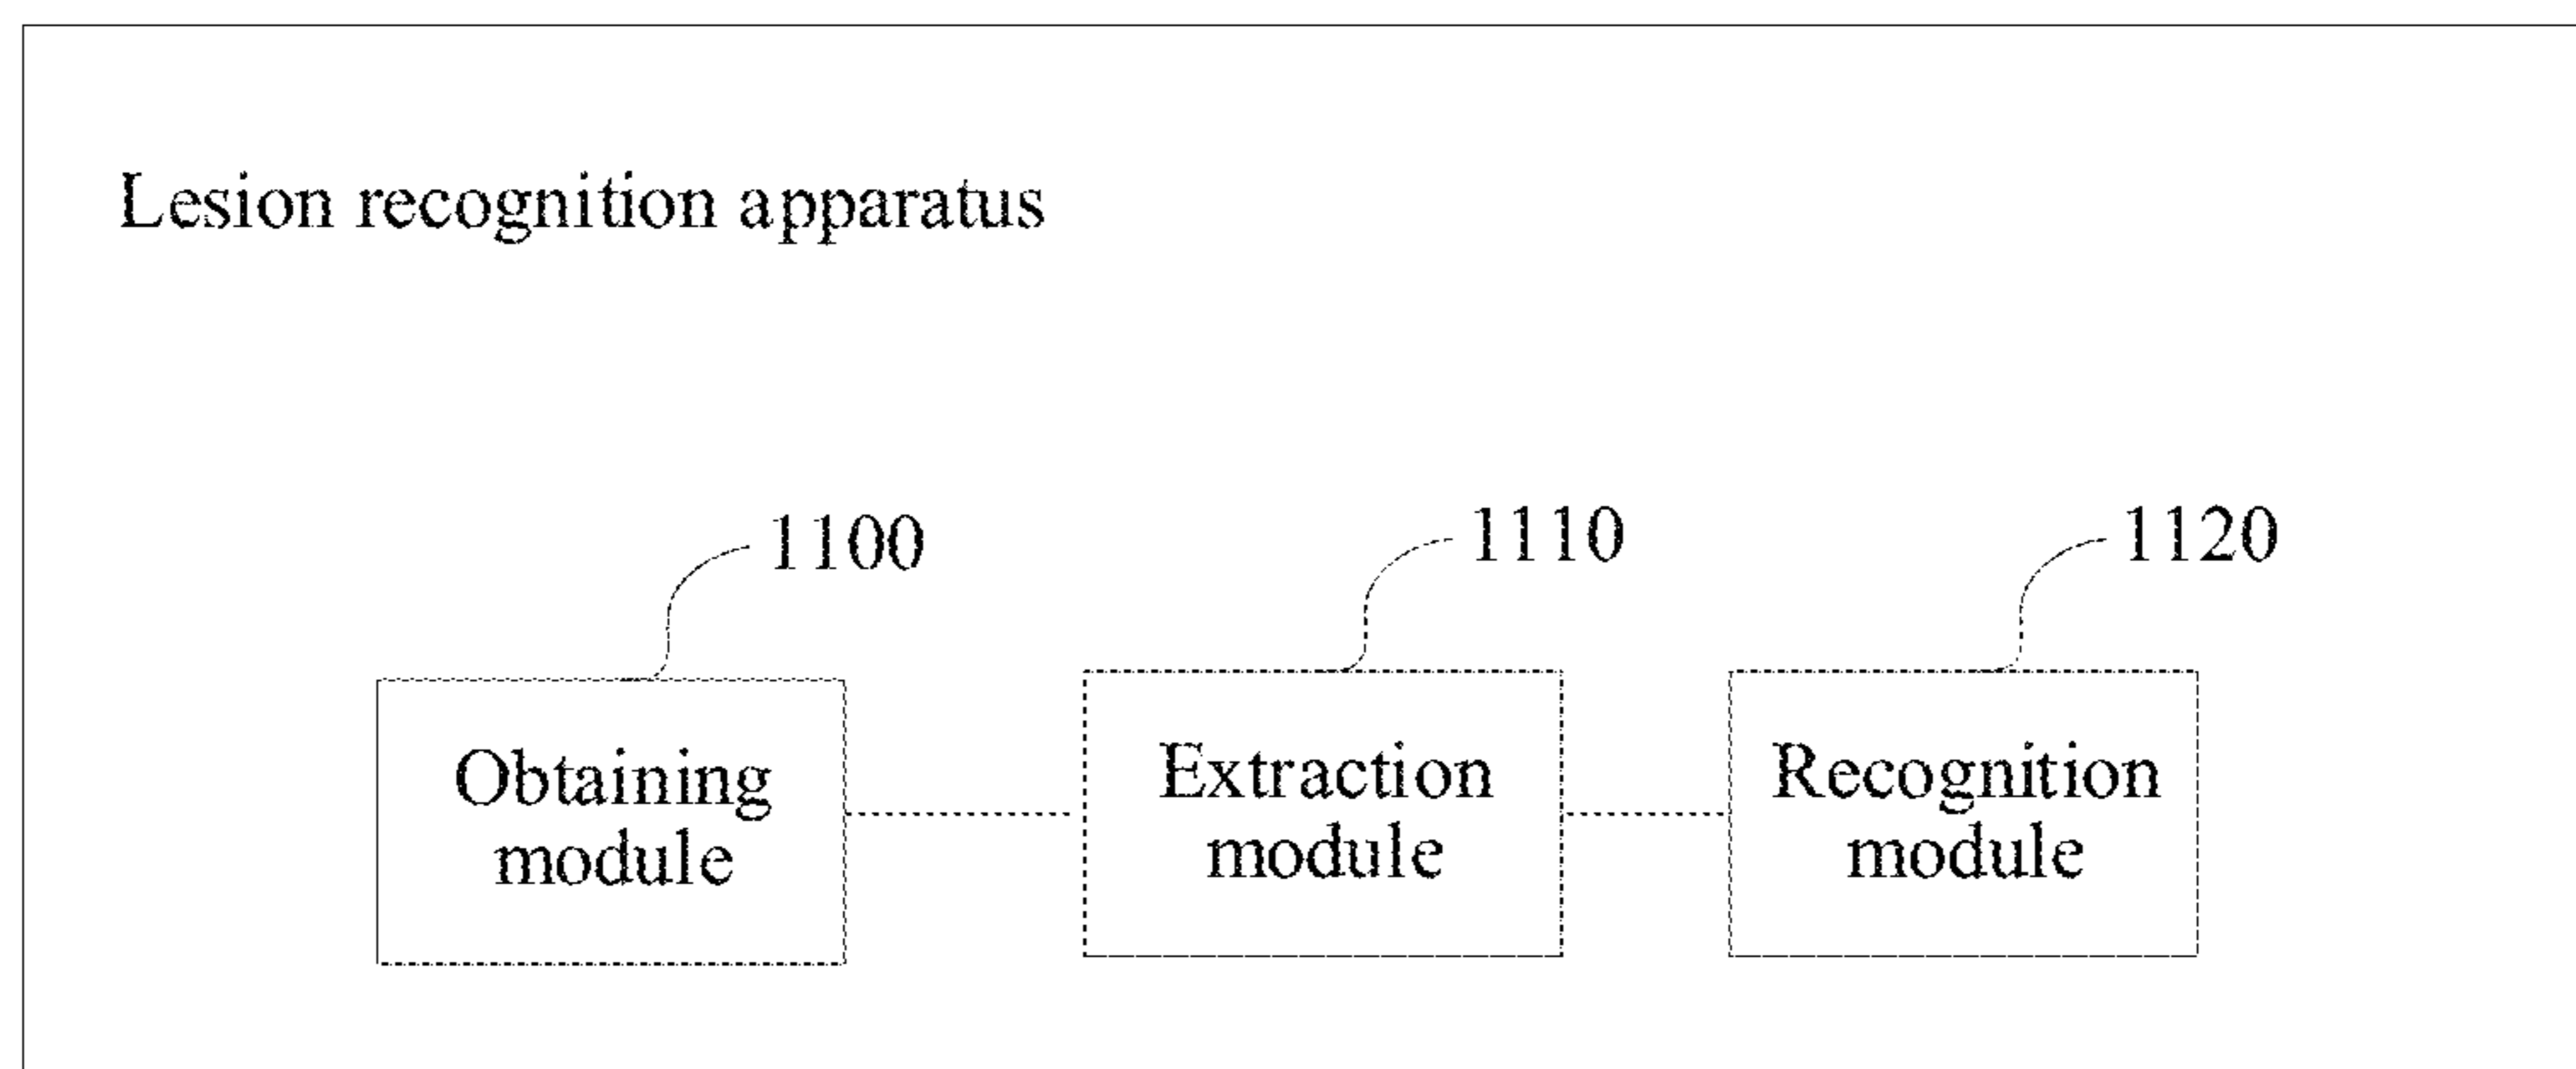 Lesion recognition apparatus
1100
1110
1120
Obtaining
module
Extraction
module
Recognition
module